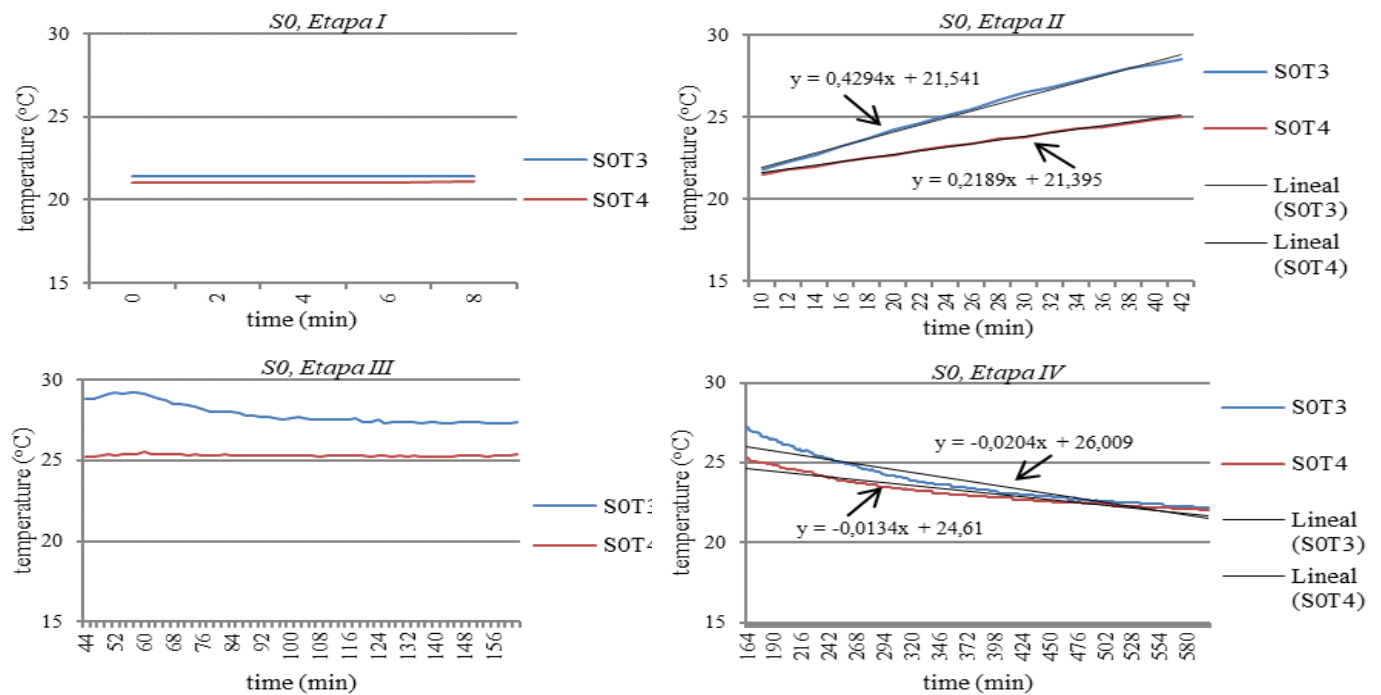 S0, Etapa I
30
25
20
15
temperature (ºC)
0 2 4 6 8
time (min)
S0T3
S0T4
S0, Etapa II
30
25
20
15
temperature (ºC)
y = 0,4294x + 21,541
y = 0,2189x + 21,395
10 12 14 16 18 20 22 24 26 28 30 32 34 36 38 40 42
time (min)
S0T3
S0T4
Lineal
(S0T3)
Lineal
(S0T4)
S0, Etapa III
30
25
20
15
temperature (ºC)
44 52 60 68 76 84 92 100 108 116 124 132 140 148 156
time (min)
S0T3
S0T4
S0, Etapa IV
30
25
20
15
temperature (ºC)
y = -0,0204x + 26,009
y = -0,0134x + 24,61
164 190 216 242 268 294 320 346 372 398 424 450 476 502 528 554 580
time (min)
S0T3
S0T4
Lineal
(S0T3)
Lineal
(S0T4)